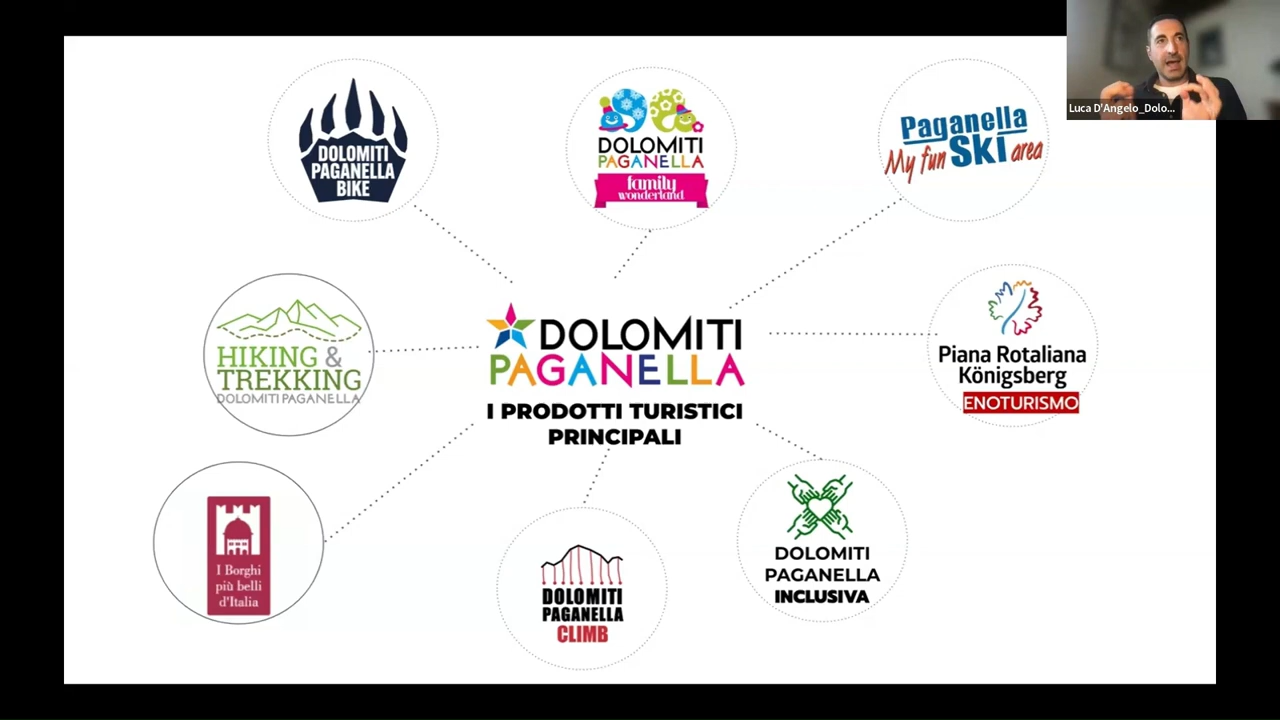 Luca D'Angelo_Dolo...
DOLOMITI
PAGANELLA
BIKE
DOLOMITI
PAGANELLA
family
wonderland
Paganella
My fun SKI area
HIKING &
TREKKING
DOLOMITI PAGANELLA
DOLOMITI
PAGANELLA
I PRODOTTI TURISTICI
PRINCIPALI
Piana Rotaliana
Königsberg
ENOTURISMO
I Borghi
più belli
d'Italia
DOLOMITI
PAGANELLA
CLIMB
DOLOMITI
PAGANELLA
INCLUSIVA